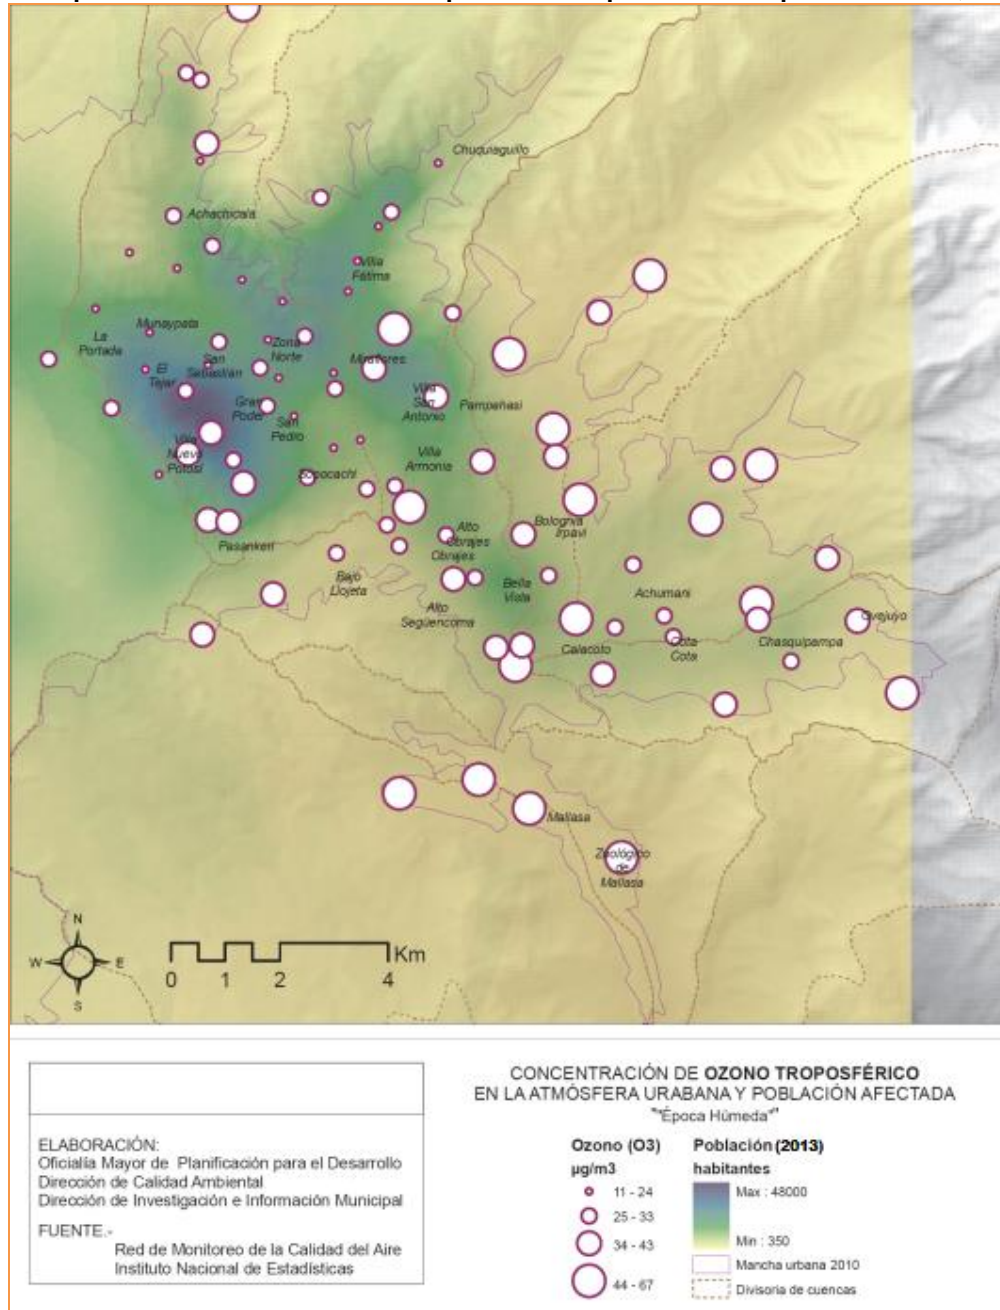 Chuquiaguillo
Achachicala
Villa
Fátima
Munaypata
La
Portada
Zona
Norte
San
Sebastian
El
Tejar
Miraflores
Villa
San
Antonio
Pampahasi
Gran
Poder
San
Pedro
Villa
Nuevo
Potosí
Villa
Armonia
Sopocachi
Bolognia
Irpavi
Alto
Obrajes
Obrajes
Pasankeri
Bajo
Llojeta
Bella
Vista
Achumani
Alto
Següencoma
Ovejuyo
Calacoto
Cota
Cota
Chasquipampa
Mallasa
Zoológico
de
Mallasa
N
W E
S
Km
0 1 2 4
CONCENTRACIÓN DE OZONO TROPOSFÉRICO
EN LA ATMÓSFERA URABANA Y POBLACIÓN AFECTADA
""Época Húmeda""
ELABORACIÓN:
Oficialía Mayor de Planificación para el Desarrollo
Dirección de Calidad Ambiental
Dirección de Investigación e Información Municipal
FUENTE.-
Red de Monitoreo de la Calidad del Aire
Instituto Nacional de Estadísticas
Ozono (O3)
µg/m3
11 - 24
25 - 33
34 - 43
44 - 67
Población (2013)
habitantes
Max : 48000
Min : 350
Mancha urbana 2010
Divisoria de cuencas